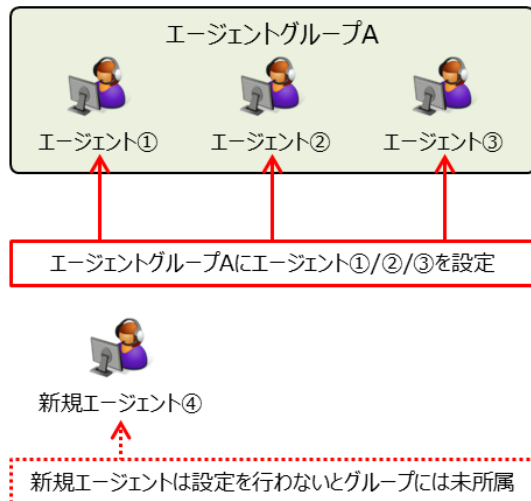 エージェントグループA
エージェント① エージェント② エージェント③
エージェントグループAにエージェント①/②/③を設定
新規エージェント④
新規エージェントは設定を行わないとグループには未所属